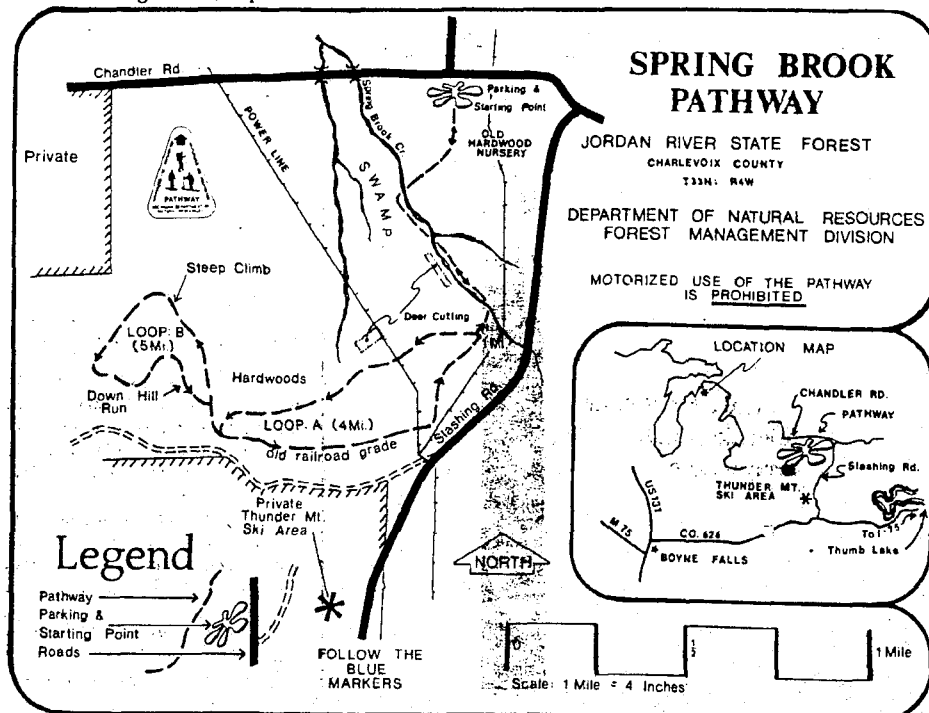 SPRING BROOK
PATHWAY
JORDAN RIVER STATE FOREST
CHARLEVOIX COUNTY
T33N: R4W
DEPARTMENT OF NATURAL RESOURCES
FOREST MANAGEMENT DIVISION
MOTORIZED USE OF THE PATHWAY
IS PROHIBITED
Chandler Rd
Parking &
Starting Point
OLD
HARDWOOD
NURSERY
Private
POWER LINE
Spring Brook Cr.
SWAMP
PATHWAY
Steep Climb
LOOP: B
(5Mi.)
Deer Cutting
Down Hill
Run
Hardwoods
LOOP: A (4Mi.)
old railroad grade
Slashing Rd.
Private
Thunder Mt.
Ski Area
NORTH
FOLLOW THE
BLUE
MARKERS
Legend
Pathway
Parking &
Starting Point
Roads
LOCATION MAP
CHANDLER RD.
PATHWAY
Slashing Rd.
THUNDER MT.
SKI AREA
US 131
M 75
CO. 626
BOYNE FALLS
To I-75
Thumb Lake
0
1/2
1 Mile
Scale: 1 Mile = 4 Inches